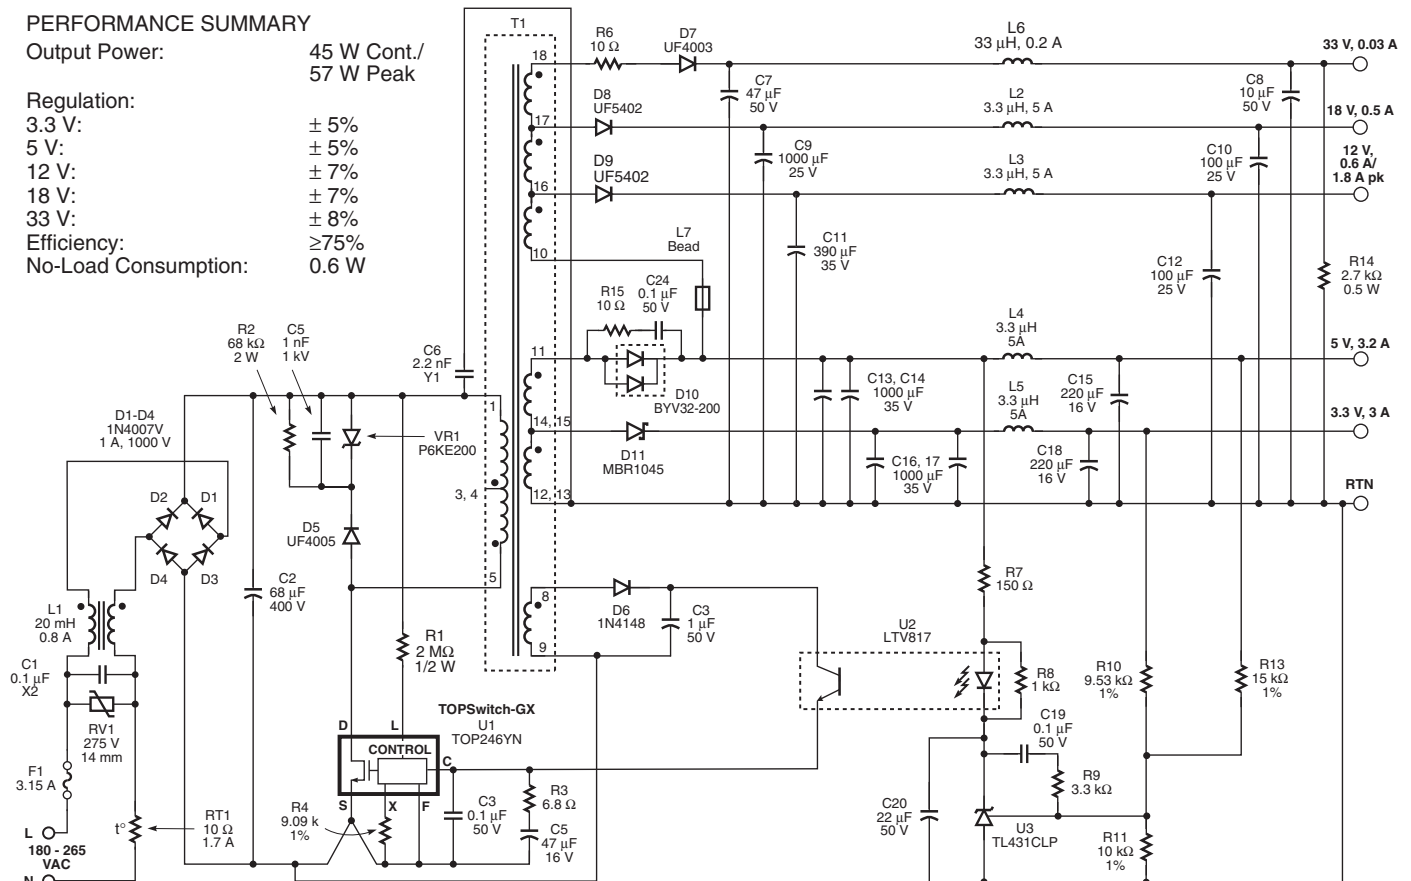 PERFORMANCE SUMMARY
Output Power: 45 W Cont./
57 W Peak
Regulation:
3.3 V: ± 5%
5 V: ± 5%
12 V: ± 7%
18 V: ± 7%
33 V: ± 8%
Efficiency: ≥75%
No-Load Consumption: 0.6 W
T1
R6
10 Ω
D7
UF4003
L6
33 µH, 0.2 A
33 V, 0.03 A
18
C7
47 µF
50 V
C8
10 µF
50 V
D8
UF5402
L2
3.3 µH, 5 A
18 V, 0.5 A
17
C9
1000 µF
25 V
C10
100 µF
25 V
D9
UF5402
L3
3.3 µH, 5 A
12 V,
0.6 A/
1.8 A pk
16
C11
390 µF
35 V
L7
Bead
C12
100 µF
25 V
R14
2.7 kΩ
0.5 W
10
R15
10 Ω
C24
0.1 µF
50 V
L4
3.3 µH
5A
5 V, 3.2 A
11
D10
BYV32-200
C13, C14
1000 µF
35 V
C15
220 µF
16 V
L5
3.3 µH
5A
3.3 V, 3 A
14, 15
D11
MBR1045
C16, 17
1000 µF
35 V
C18
220 µF
16 V
12, 13
RTN
R2
68 kΩ
2 W
C5
1 nF
1 kV
C6
2.2 nF
Y1
D1-D4
1N4007V
1 A, 1000 V
VR1
P6KE200
1
3, 4
5
D2
D1
D4
D3
D5
UF4005
C2
68 µF
400 V
L1
20 mH
0.8 A
C1
0.1 µF
X2
RV1
275 V
14 mm
F1
3.15 A
L
180 - 265
VAC
N
t°
RT1
10 Ω
1.7 A
R1
2 MΩ
1/2 W
8
9
D6
1N4148
C3
1 µF
50 V
R7
150 Ω
U2
LTV817
R8
1 kΩ
R10
9.53 kΩ
1%
R13
15 kΩ
1%
TOPSwitch-GX
U1
TOP246YN
D
L
CONTROL
C
S
X
F
R4
9.09 k
1%
C3
0.1 µF
50 V
R3
6.8 Ω
C5
47 µF
16 V
C19
0.1 µF
50 V
R9
3.3 kΩ
C20
22 µF
50 V
U3
TL431CLP
R11
10 kΩ
1%